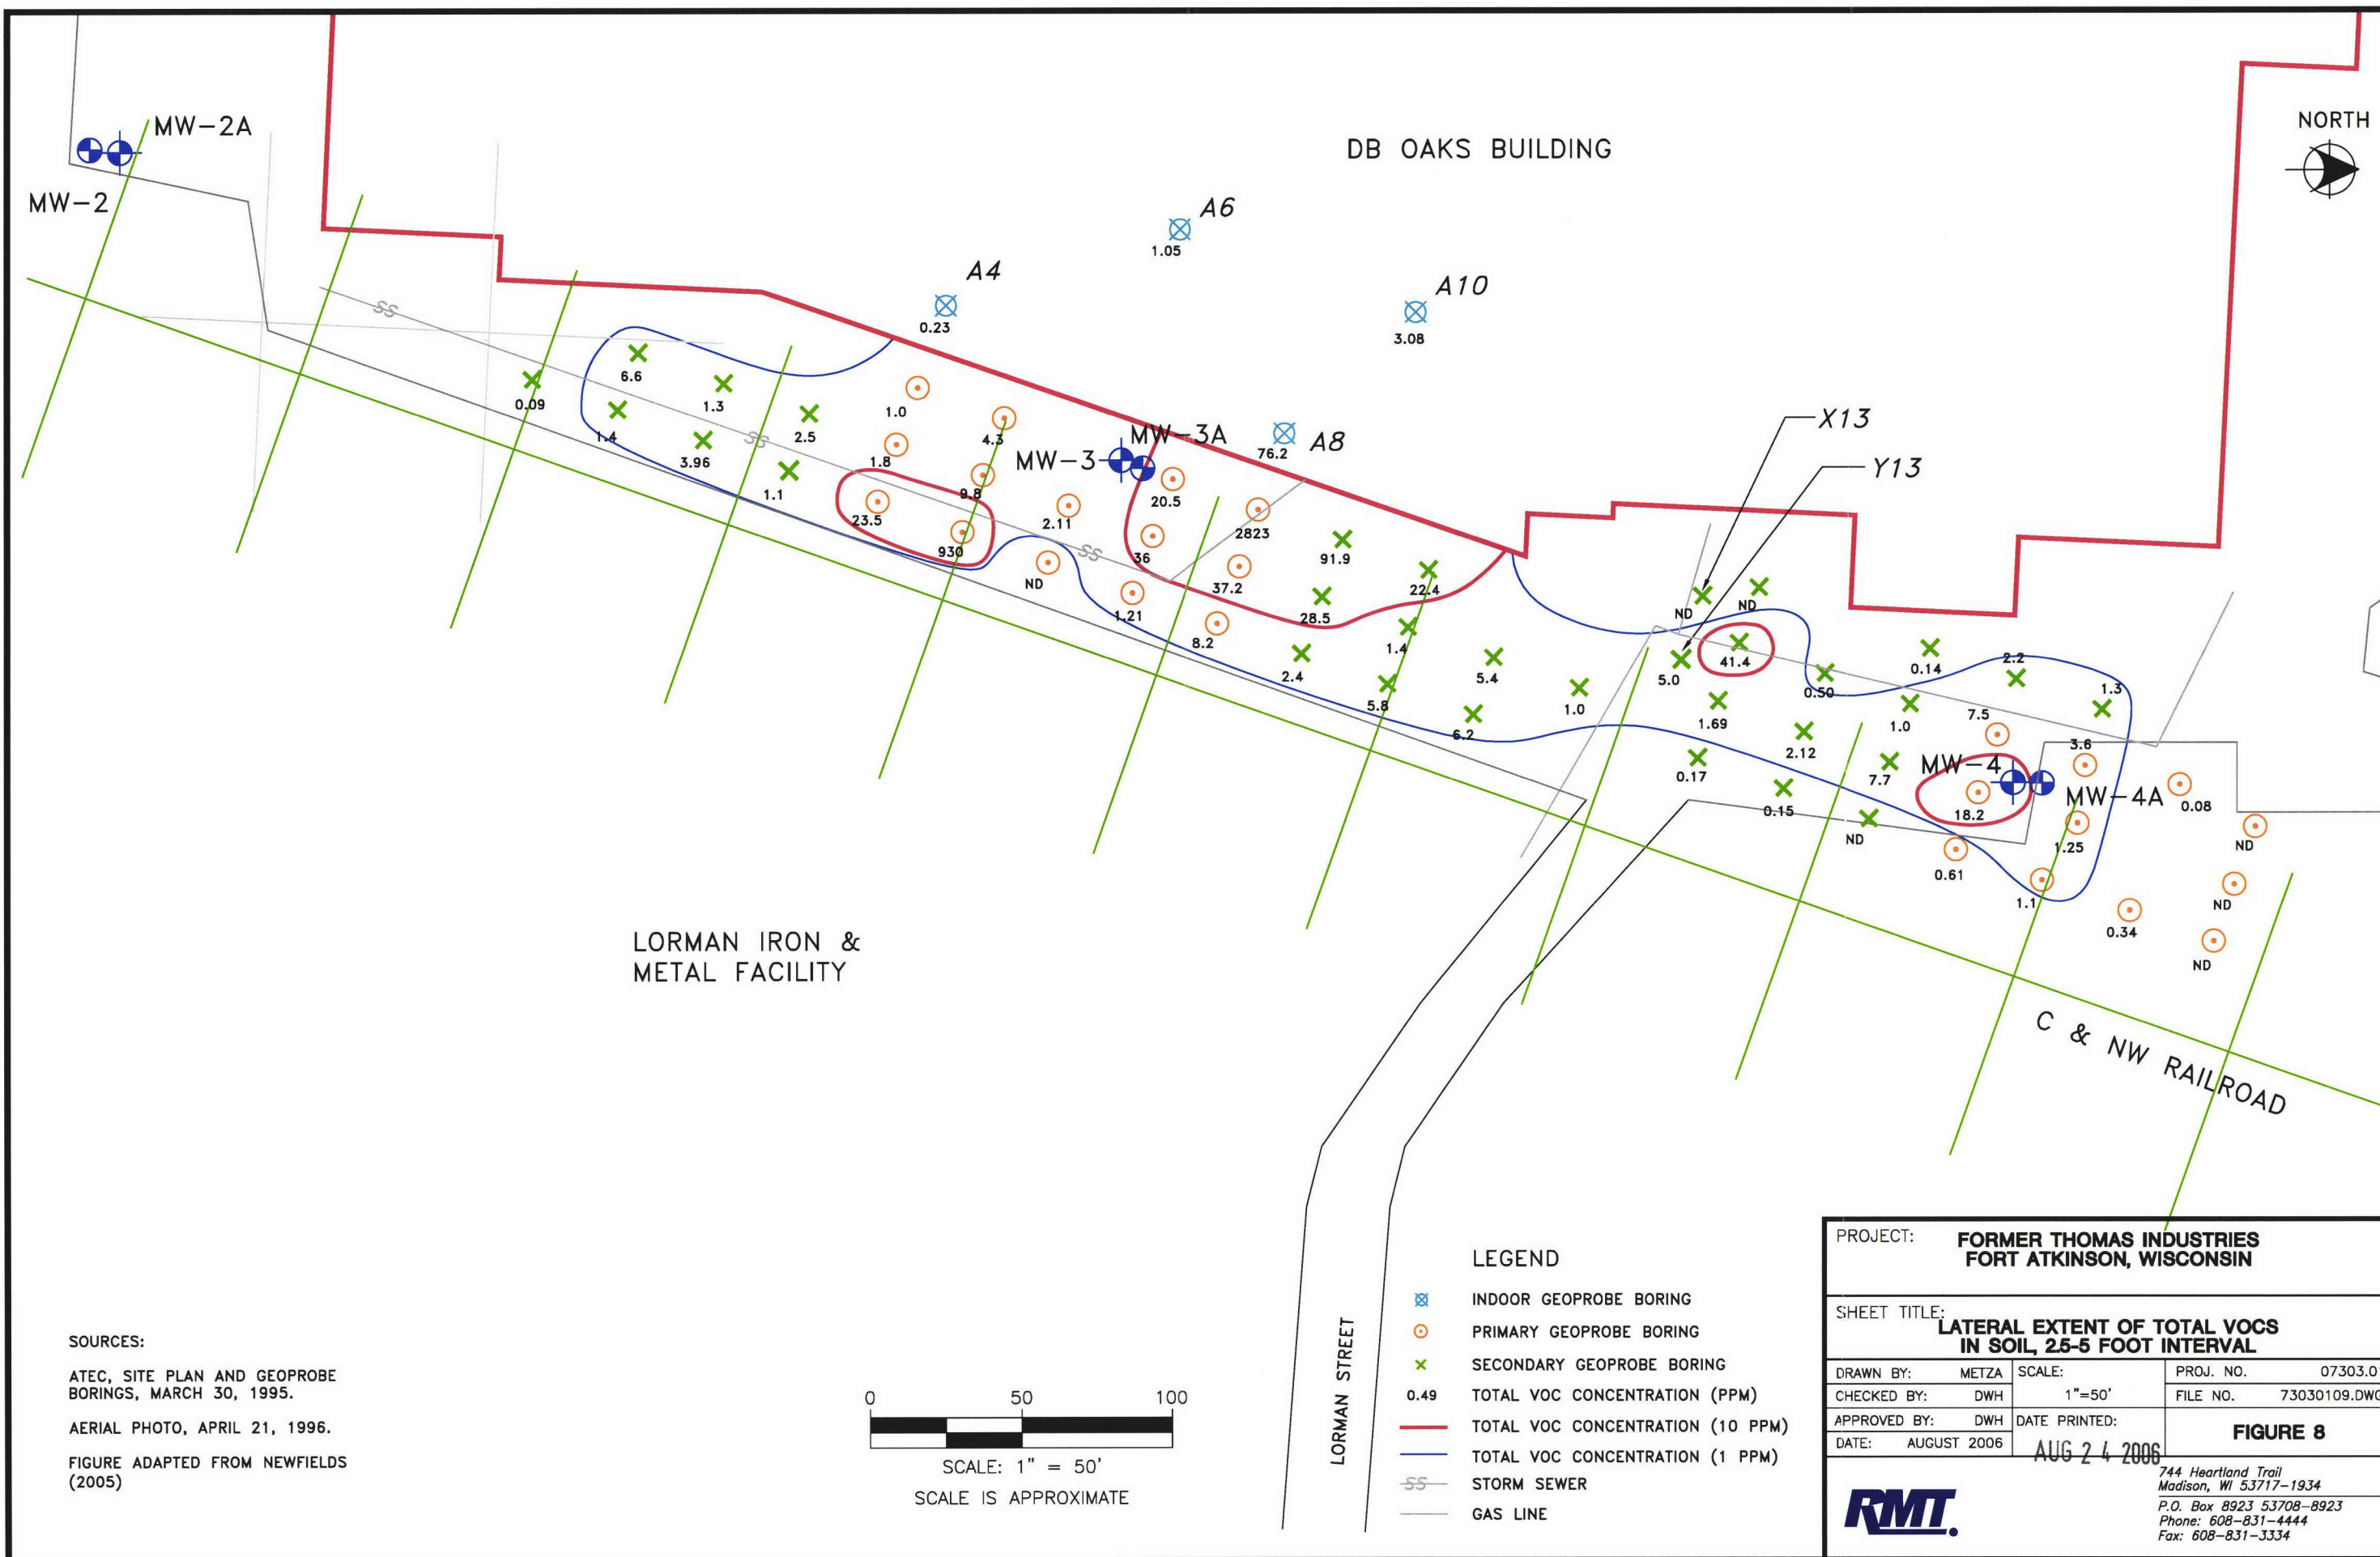 MW-2A
MW-2
DB OAKS BUILDING
NORTH
A6
1.05
A4
0.23
A10
3.08
A8
76.2
SS
6.6
0.09
1.3
1.4
2.5
SS
3.96
1.1
1.0
4.3
1.8
9.8
23.5
930
MW-3A
MW-3
20.5
2.11
2823
36
SS
ND
91.9
37.2
22.4
1.21
28.5
8.2
1.4
2.4
5.8
5.4
6.2
1.0
X13
Y13
ND
ND
41.4
5.0
0.50
0.14
2.2
1.3
1.69
1.0
7.5
2.12
3.6
0.17
7.7
MW-4
MW-4A
0.08
0.15
18.2
ND
1.25
ND
0.61
1.1
ND
0.34
ND
LORMAN IRON &
METAL FACILITY
C & NW RAILROAD
LORMAN STREET
SOURCES:
ATEC, SITE PLAN AND GEOPROBE
BORINGS, MARCH 30, 1995.
AERIAL PHOTO, APRIL 21, 1996.
FIGURE ADAPTED FROM NEWFIELDS
(2005)
0 50 100
SCALE: 1" = 50'
SCALE IS APPROXIMATE
LEGEND
INDOOR GEOPROBE BORING
PRIMARY GEOPROBE BORING
SECONDARY GEOPROBE BORING
0.49 TOTAL VOC CONCENTRATION (PPM)
TOTAL VOC CONCENTRATION (10 PPM)
TOTAL VOC CONCENTRATION (1 PPM)
SS STORM SEWER
GAS LINE
PROJECT: FORMER THOMAS INDUSTRIES
FORT ATKINSON, WISCONSIN
SHEET TITLE:
LATERAL EXTENT OF TOTAL VOCS
IN SOIL, 2.5-5 FOOT INTERVAL
DRAWN BY: METZA SCALE: PROJ. NO. 07303.0
CHECKED BY: DWH 1"=50' FILE NO. 73030109.DWG
APPROVED BY: DWH DATE PRINTED: FIGURE 8
DATE: AUGUST 2006 AUG 24 2006
RMT.
744 Heartland Trail
Madison, WI 53717-1934
P.O. Box 8923 53708-8923
Phone: 608-831-4444
Fax: 608-831-3334